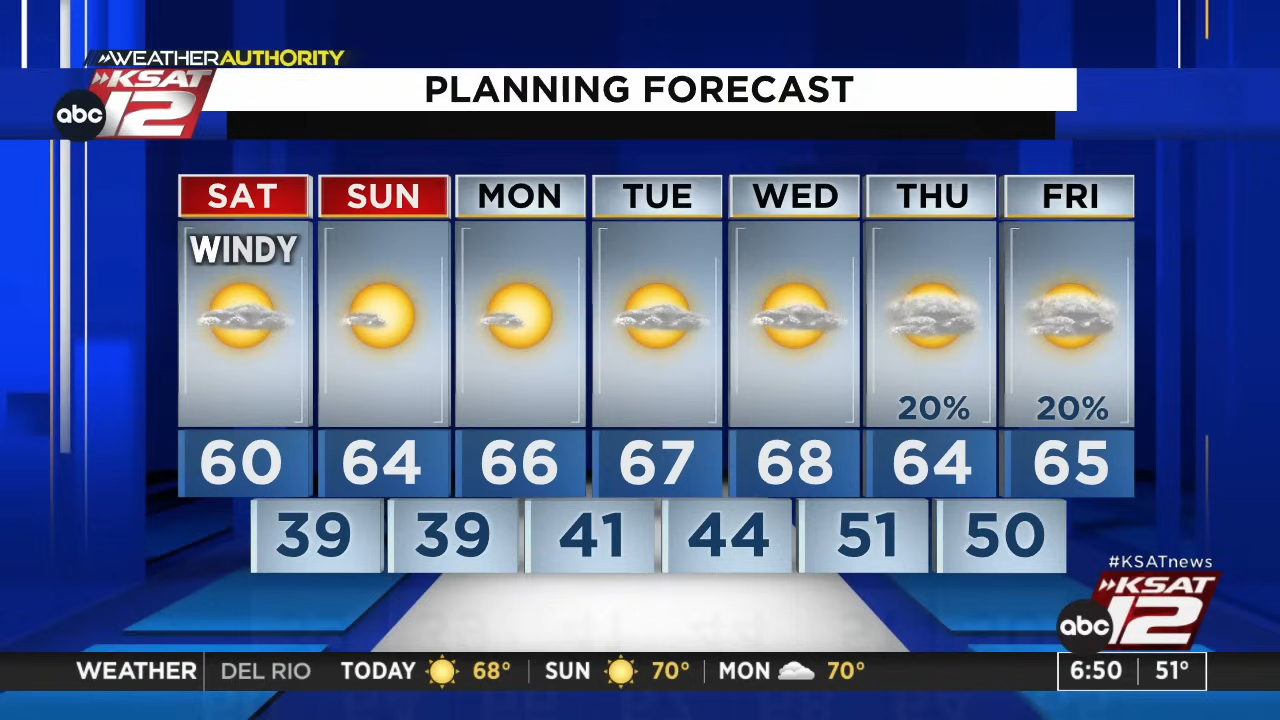 WEATHERAUTHORITY
KSAT
abc 12
PLANNING FORECAST
SAT SUN MON TUE WED THU FRI
WINDY
20% 20%
60 64 66 67 68 64 65
39 39 41 44 51 50
#KSATnews
KSAT
abc 12
WEATHER DEL RIO TODAY 68° SUN 70° MON 70° 6:50 51°